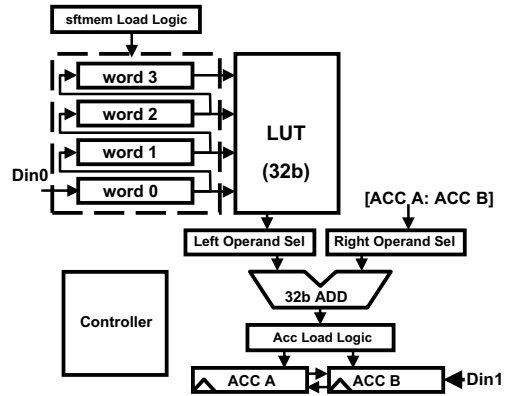 sftmem Load Logic
word 3
word 2
word 1
word 0
Din0
LUT
(32b)
[ACC A: ACC B]
Left Operand Sel
Right Operand Sel
32b ADD
Controller
Acc Load Logic
ACC A
ACC B
Din1